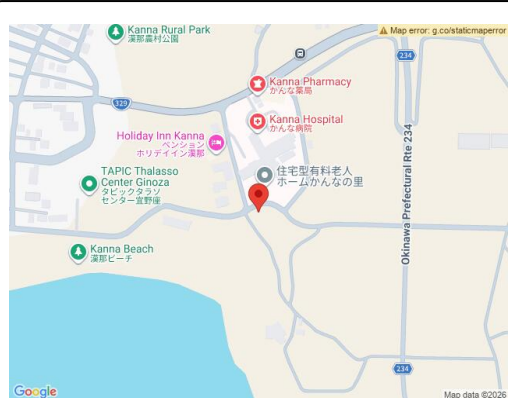 Kanna Rural Park
漢那農村公園
Map error: g.co/staticmaperror
234
329
Kanna Pharmacy
かんな薬局
Kanna Hospital
かんな病院
Holiday Inn Kanna
ペンション
ホリデイイン漢那
TAPIC Thalasso
Center Ginoza
タピックタラソ
センター宜野座
住宅型有料老人
ホームかんなの里
Okinawa Prefectural Rte 234
Kanna Beach
漢那ビーチ
234
Google
Map data ©2026